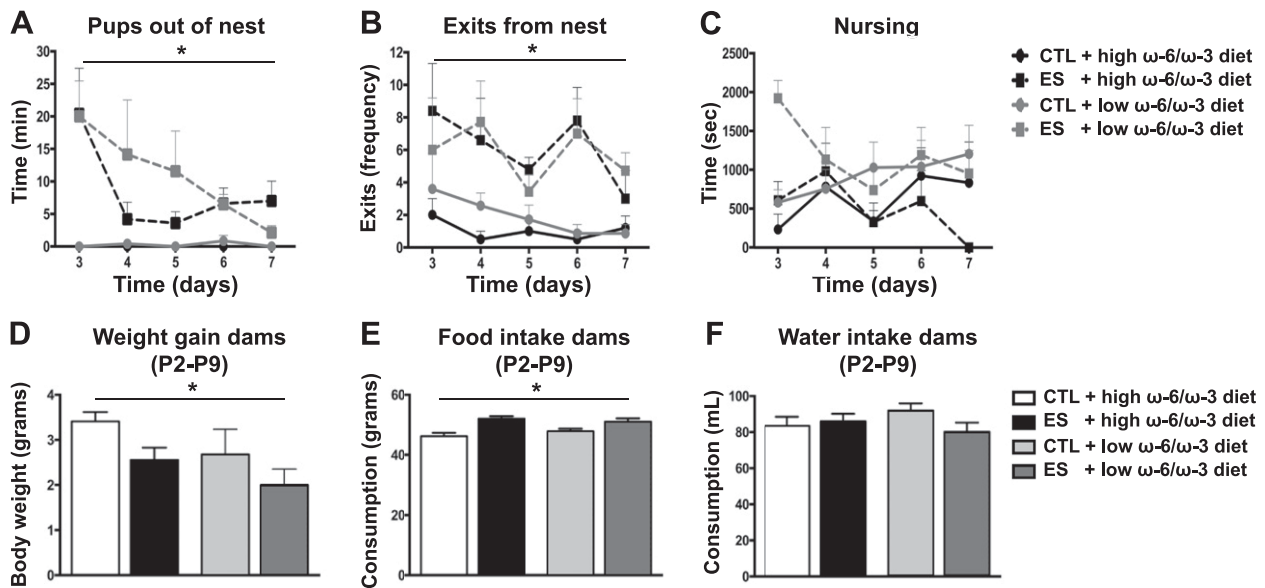 A Pups out of nest
*
Time (min)
30
25
20
15
10
5
0
3 4 5 6 7
Time (days)
B Exits from nest
*
Exits (frequency)
12
10
8
6
4
2
0
3 4 5 6 7
Time (days)
C Nursing
Time (sec)
2500
2000
1500
1000
500
0
3 4 5 6 7
Time (days)
CTL + high ω-6/ω-3 diet
ES + high ω-6/ω-3 diet
CTL + low ω-6/ω-3 diet
ES + low ω-6/ω-3 diet
D Weight gain dams
(P2-P9)
*
Body weight (grams)
4
3
2
1
0
E Food intake dams
(P2-P9)
*
Consumption (grams)
60
40
20
0
F Water intake dams
(P2-P9)
Consumption (mL)
100
80
60
40
20
0
CTL + high ω-6/ω-3 diet
ES + high ω-6/ω-3 diet
CTL + low ω-6/ω-3 diet
ES + low ω-6/ω-3 diet